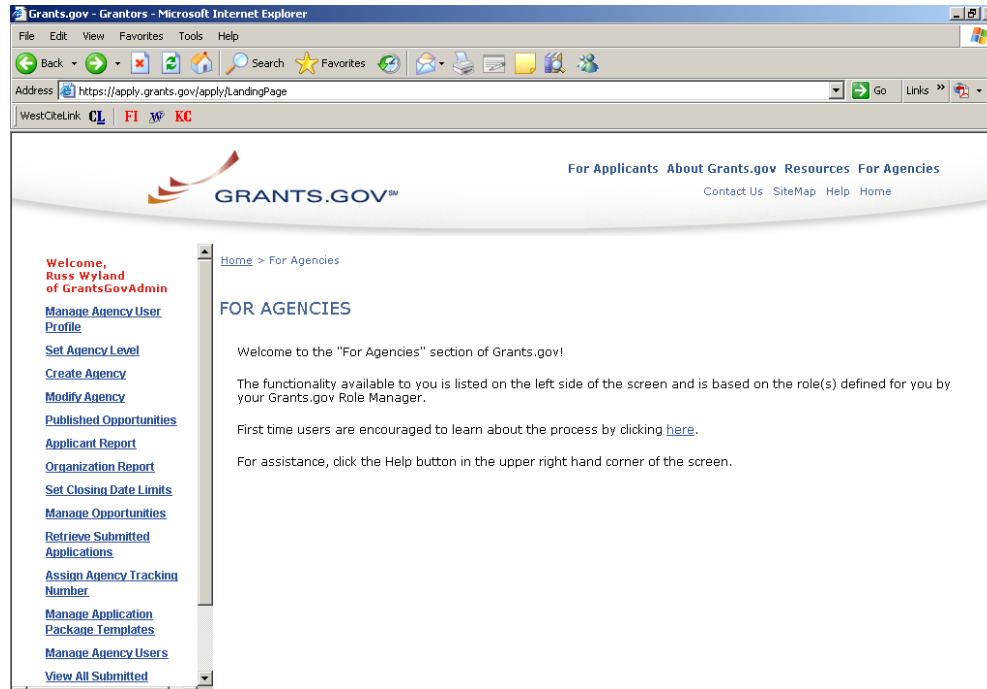 Grants.gov - Grantors - Microsoft Internet Explorer
File Edit View Favorites Tools Help
Back Search Favorites
Address https://apply.grants.gov/apply/LandingPage Go Links »
WestCiteLink CL FI W KC
GRANTS.GOV℠
For Applicants About Grants.gov Resources For Agencies
Contact Us SiteMap Help Home
Welcome,
Russ Wyland
of GrantsGovAdmin
Manage Agency User
Profile
Set Agency Level
Create Agency
Modify Agency
Published Opportunities
Applicant Report
Organization Report
Set Closing Date Limits
Manage Opportunities
Retrieve Submitted
Applications
Assign Agency Tracking
Number
Manage Application
Package Templates
Manage Agency Users
View All Submitted
Home > For Agencies
FOR AGENCIES
Welcome to the "For Agencies" section of Grants.gov!
The functionality available to you is listed on the left side of the screen and is based on the role(s) defined for you by
your Grants.gov Role Manager.
First time users are encouraged to learn about the process by clicking here.
For assistance, click the Help button in the upper right hand corner of the screen.